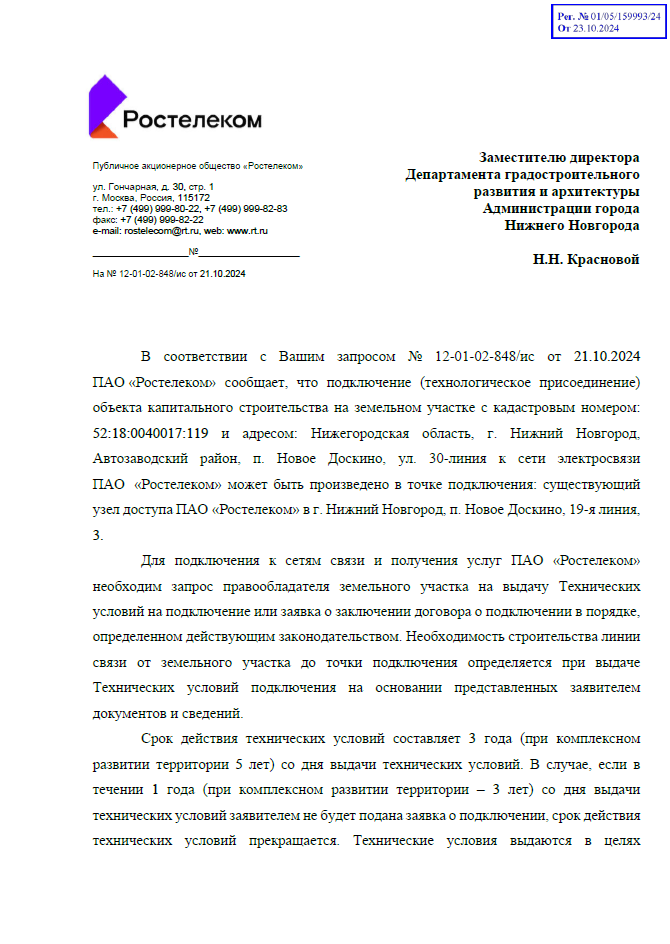 Рег. № 01/05/159993/24
От 23.10.2024
Ростелеком
Публичное акционерное общество «Ростелеком»
ул. Гончарная, д. 30, стр. 1
г. Москва, Россия, 115172
тел.: +7 (499) 999-80-22, +7 (499) 999-82-83
факс: +7 (499) 999-82-22
e-mail: rostelecom@rt.ru, web: www.rt.ru
___________________№____________________
На № 12-01-02-848/ис от 21.10.2024
Заместителю директора
Департамента градостроительного
развития и архитектуры
Администрации города
Нижнего Новгорода
Н.Н. Красновой
В соответствии с Вашим запросом № 12-01-02-848/ис от 21.10.2024
ПАО «Ростелеком» сообщает, что подключение (технологическое присоединение)
объекта капитального строительства на земельном участке с кадастровым номером:
52:18:0040017:119 и адресом: Нижегородская область, г. Нижний Новгород,
Автозаводский район, п. Новое Доскино, ул. 30-линия к сети электросвязи
ПАО «Ростелеком» может быть произведено в точке подключения: существующий
узел доступа ПАО «Ростелеком» в г. Нижний Новгород, п. Новое Доскино, 19-я линия,
3.
Для подключения к сетям связи и получения услуг ПАО «Ростелеком»
необходим запрос правообладателя земельного участка на выдачу Технических
условий на подключение или заявка о заключении договора о подключении в порядке,
определенном действующим законодательством. Необходимость строительства линии
связи от земельного участка до точки подключения определяется при выдаче
Технических условий подключения на основании представленных заявителем
документов и сведений.
Срок действия технических условий составляет 3 года (при комплексном
развитии территории 5 лет) со дня выдачи технических условий. В случае, если в
течении 1 года (при комплексном развитии территории – 3 лет) со дня выдачи
технических условий заявителем не будет подана заявка о подключении, срок действия
технических условий прекращается. Технические условия выдаются в целях